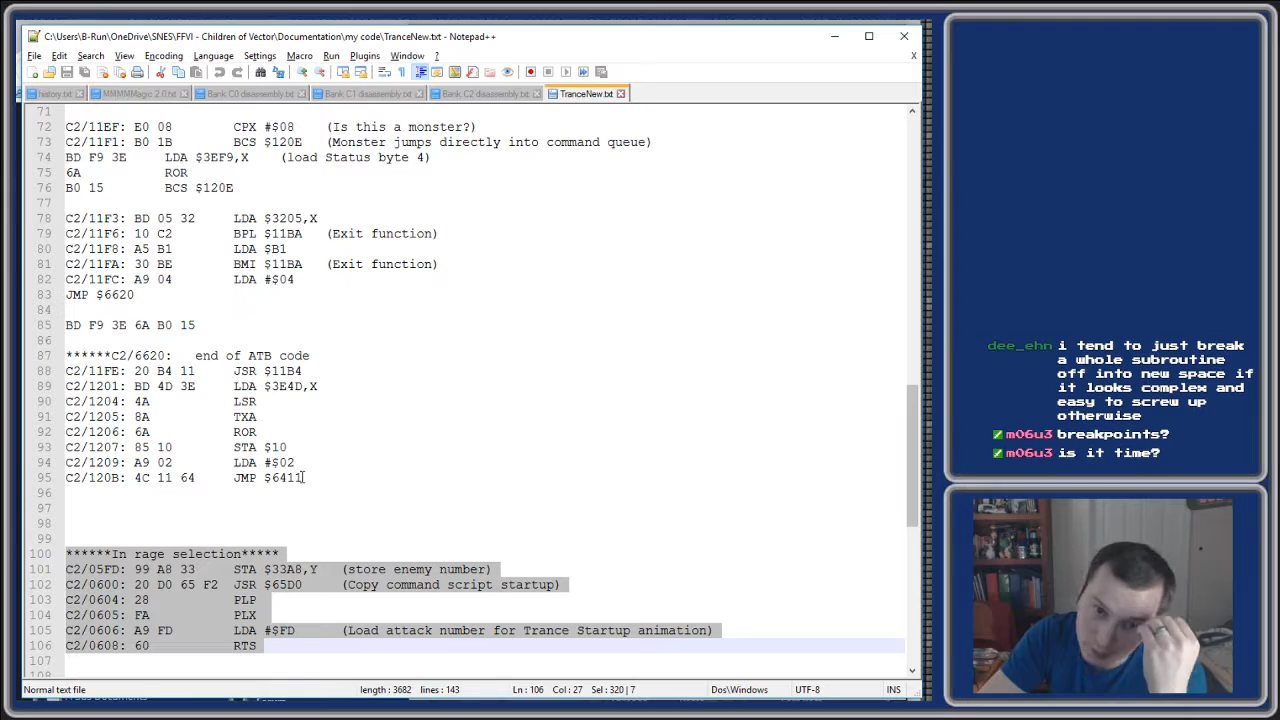 C:\Users\B-Run\OneDrive\SNES\FFVI - Children of Vector\Documentation\my code\TranceNew.txt - Notepad++
File Edit Search View Encoding Language Settings Macro Run Plugins Window ? X
history.txt MMMMMagic 2.0.txt Bank C0 disassembly.txt Bank C1 disassembly.txt Bank C2 disassembly.txt TranceNew.txt
71
72 C2/11EF: E0 08 CPX #$08 (Is this a monster?)
73 C2/11F1: B0 1B BCS $120E (Monster jumps directly into command queue)
74 BD F9 3E LDA $3EF9,X (load Status byte 4)
75 6A ROR
76 B0 15 BCS $120E
77
78 C2/11F3: BD 05 32 LDA $3205,X
79 C2/11F6: 10 C2 BPL $11BA (Exit function)
80 C2/11F8: A5 B1 LDA $B1
81 C2/11FA: 30 BE BMI $11BA (Exit function)
82 C2/11FC: A9 04 LDA #$04
83 JMP $6620
84
85 BD F9 3E 6A B0 15
86
87 ******C2/6620: end of ATB code
88 C2/11FE: 20 B4 11 JSR $11B4
89 C2/1201: BD 4D 3E LDA $3E4D,X
90 C2/1204: 4A LSR
91 C2/1205: 8A TXA
92 C2/1206: 6A ROR
93 C2/1207: 85 10 STA $10
94 C2/1209: A9 02 LDA #$02
95 C2/120B: 4C 11 64 JMP $6411
96
97
98
99
100 ******In rage selection*****
101 C2/05FD: 99 A8 33 STA $33A8,Y (store enemy number)
102 C2/0600: 20 D0 65 F2 JSR $65D0 (Copy command script startup)
103 C2/0604: 28 PLP
104 C2/0605: FA PLX
105 C2/0606: A9 FD LDA #$FD (Load attack number for Trance Startup animation)
106 C2/0608: 60 RTS
107
108
Normal text file length : 3682 lines : 143 Ln : 106 Col : 27 Sel : 320 | 7 Dos\Windows UTF-8 INS
dee_ehn i tend to just break
a whole subroutine
off into new space if
it looks complex and
easy to screw up
otherwise
m06u3 breakpoints?
m06u3 is it time?